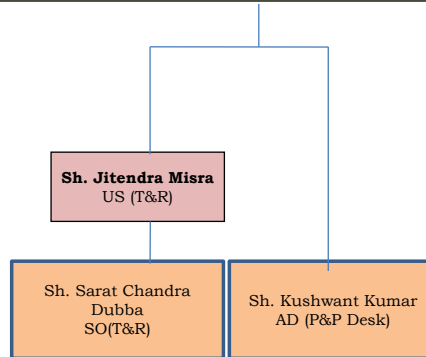 Sh. Jitendra Misra
US (T&R)
Sh. Sarat Chandra
Dubba
SO(T&R)
Sh. Kushwant Kumar
AD (P&P Desk)